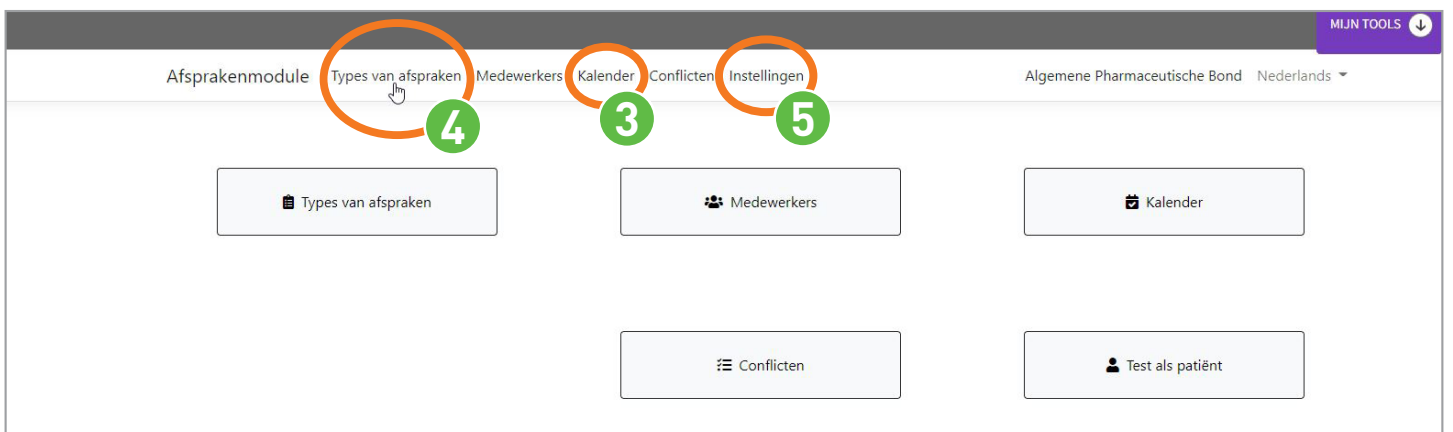 MIJN TOOLS
Afsprakenmodule Types van afspraken Medewerkers Kalender Conflicten Instellingen Algemene Pharmaceutische Bond Nederlands
4 3 5
Types van afspraken Medewerkers Kalender
Conflicten Test als patiënt